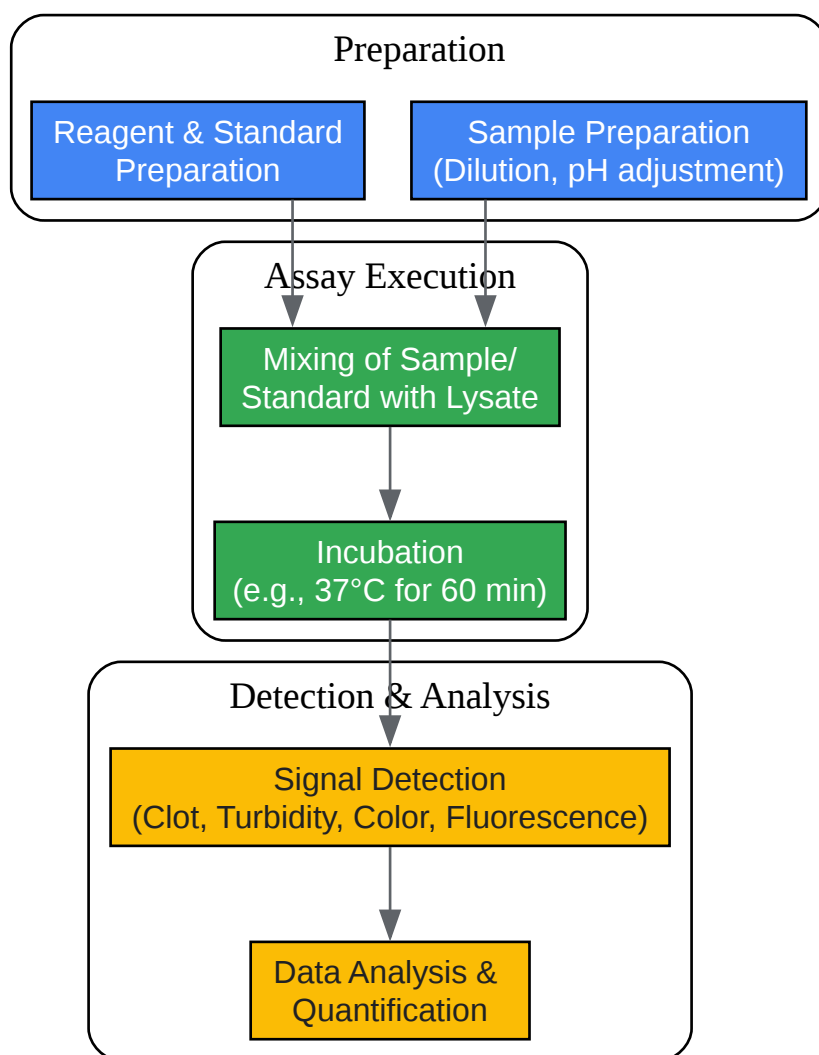 Preparation
Reagent & Standard
Preparation
Sample Preparation
(Dilution, pH adjustment)
Assay Execution
Mixing of Sample/
Standard with Lysate
Incubation
(e.g., 37°C for 60 min)
Detection & Analysis
Signal Detection
(Clot, Turbidity, Color, Fluorescence)
Data Analysis &
Quantification